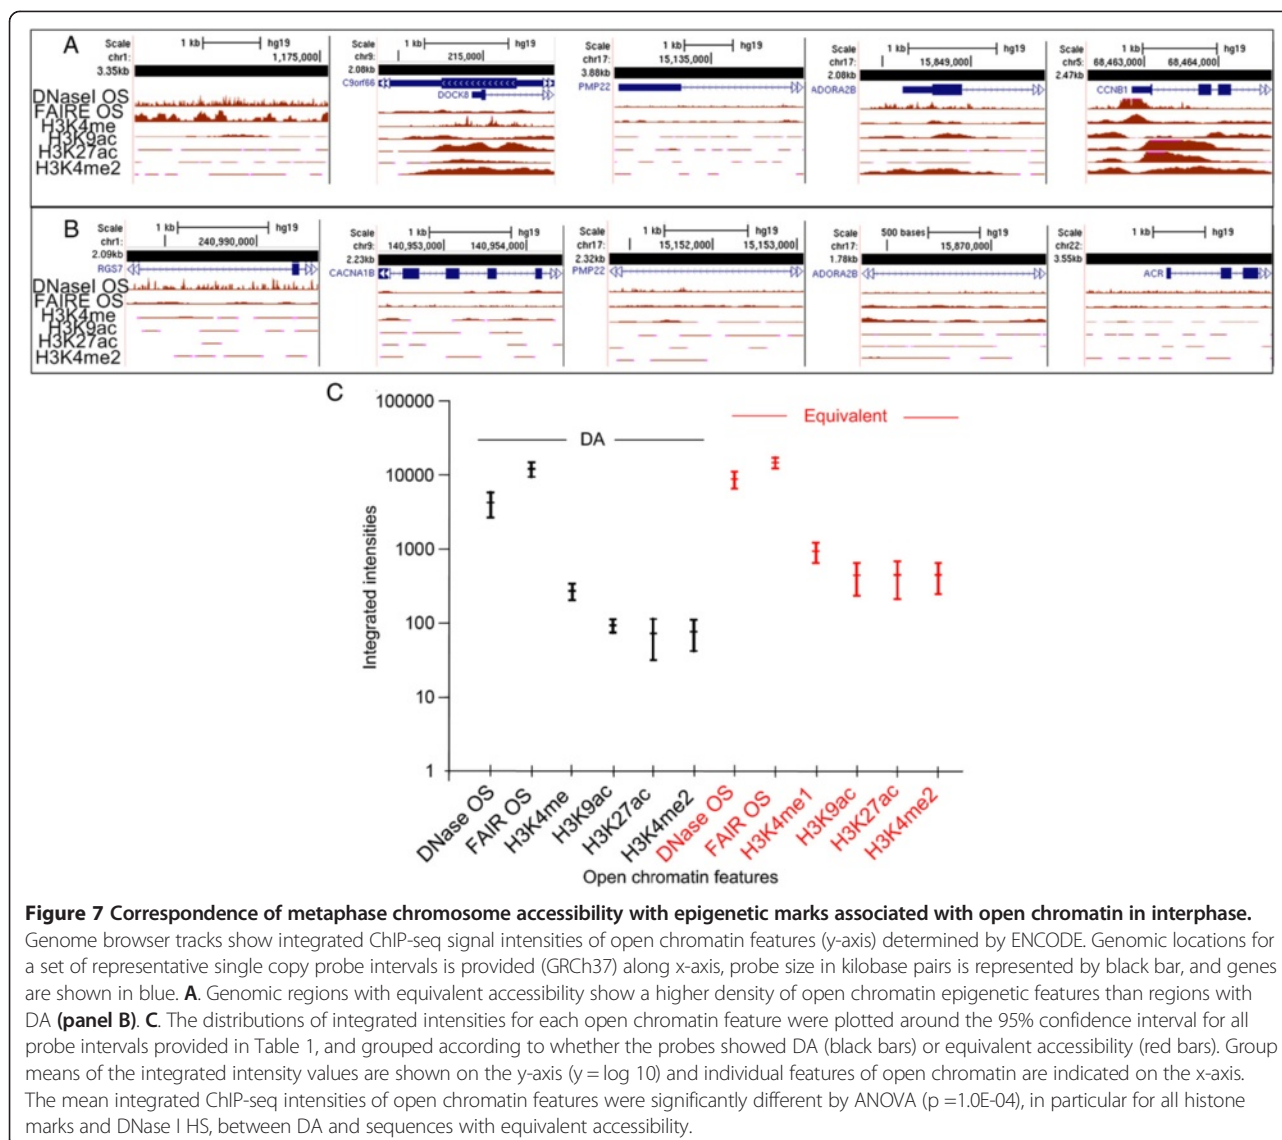 A
Scale 1 kb hg19
chr1: 1,175,000
3.35kb
Scale 1 kb hg19
chr9: 215,000
2.08kb
C9orf66
DOCK8
Scale 1 kb hg19
chr17: 15,135,000
3.88kb
PMP22
Scale 1 kb hg19
chr17: 15,849,000
2.08kb
ADORA2B
Scale 1 kb hg19
chr5: 68,463,000 68,464,000
2.47kb
CCNB1
DNaseI OS
FAIRE OS
H3K4me
H3K9ac
H3K27ac
H3K4me2
B
Scale 1 kb hg19
chr1: 240,990,000
2.09kb
RGS7
Scale 1 kb hg19
chr9: 140,953,000 140,954,000
2.23kb
CACNA1B
Scale 1 kb hg19
chr17: 15,152,000 15,153,000
2.32kb
PMP22
Scale 500 bases hg19
chr17: 15,870,000
1.78kb
ADORA2B
Scale 1 kb hg19
chr22:
3.55kb
ACR
DNaseI OS
FAIRE OS
H3K4me
H3K9ac
H3K27ac
H3K4me2
C
100000
10000
1000
100
10
1
Integrated intensities
DA
Equivalent
DNase OS
FAIR OS
H3K4me
H3K9ac
H3K27ac
H3K4me2
DNase OS
FAIR OS
H3K4me1
H3K9ac
H3K27ac
H3K4me2
Open chromatin features
Figure 7 Correspondence of metaphase chromosome accessibility with epigenetic marks associated with open chromatin in interphase.
Genome browser tracks show integrated ChIP-seq signal intensities of open chromatin features (y-axis) determined by ENCODE. Genomic locations for
a set of representative single copy probe intervals is provided (GRCh37) along x-axis, probe size in kilobase pairs is represented by black bar, and genes
are shown in blue. A. Genomic regions with equivalent accessibility show a higher density of open chromatin epigenetic features than regions with
DA (panel B). C. The distributions of integrated intensities for each open chromatin feature were plotted around the 95% confidence interval for all
probe intervals provided in Table 1, and grouped according to whether the probes showed DA (black bars) or equivalent accessibility (red bars). Group
means of the integrated intensity values are shown on the y-axis (y = log 10) and individual features of open chromatin are indicated on the x-axis.
The mean integrated ChIP-seq intensities of open chromatin features were significantly different by ANOVA (p =1.0E-04), in particular for all histone
marks and DNase I HS, between DA and sequences with equivalent accessibility.